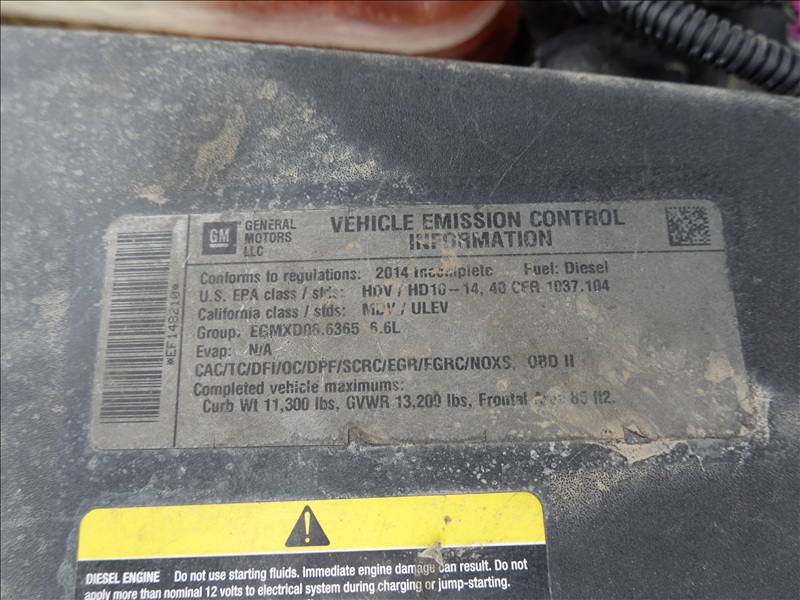 GM
GENERAL
MOTORS
LLC
VEHICLE EMISSION CONTROL
INFORMATION
*EF148210*
Conforms to regulations: 2014 Incomplete Fuel: Diesel
U.S. EPA class / stds: HDV / HD10-14, 40 CFR 1037.104
California class / stds: MDV / ULEV
Group: EGMXD06.6365 6.6L
Evap: N/A
CAC/TC/DFI/OC/DPF/SCRC/EGR/EGRC/NOXS, OBD II
Completed vehicle maximums:
Curb Wt 11,300 lbs, GVWR 13,200 lbs, Frontal Area 85 ft2.
DIESEL ENGINE Do not use starting fluids. Immediate engine damage can result. Do not
apply more than nominal 12 volts to electrical system during charging or jump-starting.